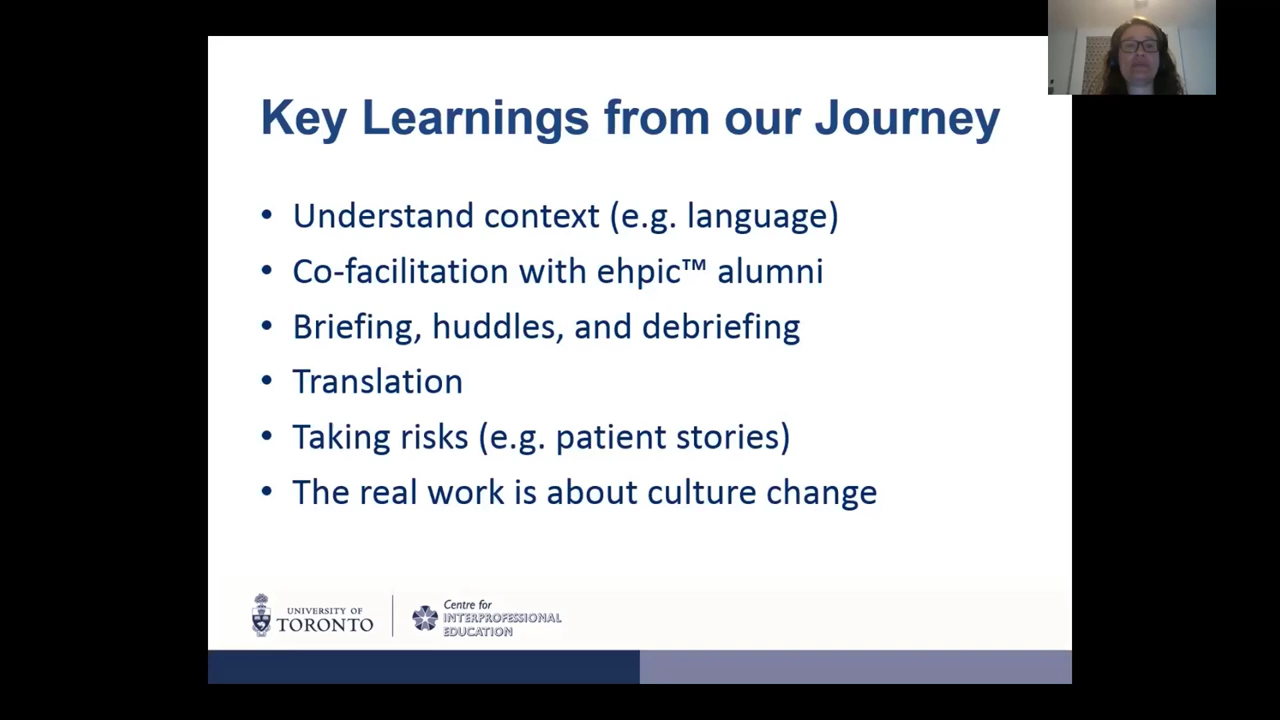 Key Learnings from our Journey
• Understand context (e.g. language)
• Co-facilitation with ehpic™ alumni
• Briefing, huddles, and debriefing
• Translation
• Taking risks (e.g. patient stories)
• The real work is about culture change
UNIVERSITY OF
TORONTO
Centre for
INTERPROFESSIONAL
EDUCATION